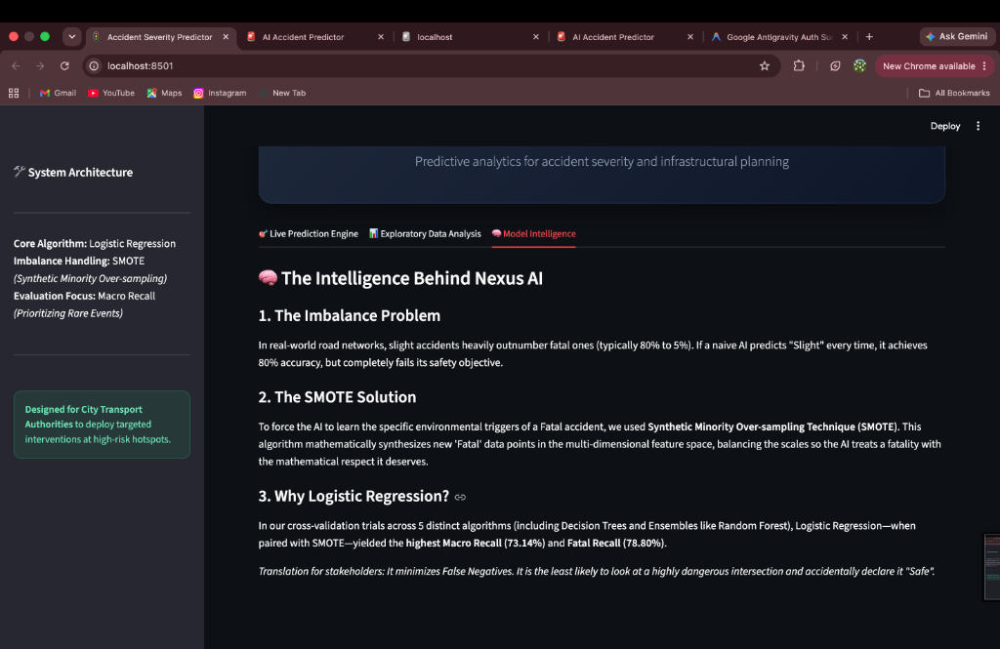 Accident Severity Predictor
AI Accident Predictor
localhost
AI Accident Predictor
Google Antigravity Auth Su
Ask Gemini
localhost:8501
New Chrome available
Gmail
YouTube
Maps
Instagram
New Tab
All Bookmarks
Deploy
System Architecture
Core Algorithm: Logistic Regression
Imbalance Handling: SMOTE
(Synthetic Minority Over-sampling)
Evaluation Focus: Macro Recall
(Prioritizing Rare Events)
Designed for City Transport
Authorities to deploy targeted
interventions at high-risk hotspots.
Predictive analytics for accident severity and infrastructural planning
Live Prediction Engine
Exploratory Data Analysis
Model Intelligence
The Intelligence Behind Nexus AI
1. The Imbalance Problem
In real-world road networks, slight accidents heavily outnumber fatal ones (typically 80% to 5%). If a naive AI predicts "Slight" every time, it achieves
80% accuracy, but completely fails its safety objective.
2. The SMOTE Solution
To force the AI to learn the specific environmental triggers of a Fatal accident, we used Synthetic Minority Over-sampling Technique (SMOTE). This
algorithm mathematically synthesizes new 'Fatal' data points in the multi-dimensional feature space, balancing the scales so the AI treats a fatality with
the mathematical respect it deserves.
3. Why Logistic Regression?
In our cross-validation trials across 5 distinct algorithms (including Decision Trees and Ensembles like Random Forest), Logistic Regression—when
paired with SMOTE—yielded the highest Macro Recall (73.14%) and Fatal Recall (78.80%).
Translation for stakeholders: It minimizes False Negatives. It is the least likely to look at a highly dangerous intersection and accidentally declare it "Safe".